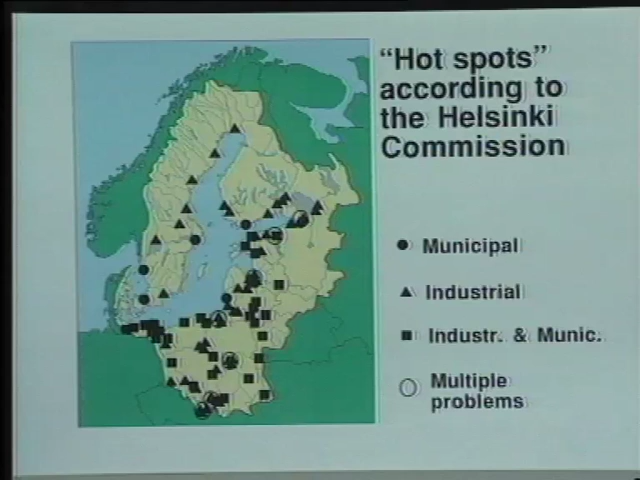 “Hot spots”
according to
the Helsinki
Commission
Municipal
Industrial
Industr. & Munic.
Multiple
problems